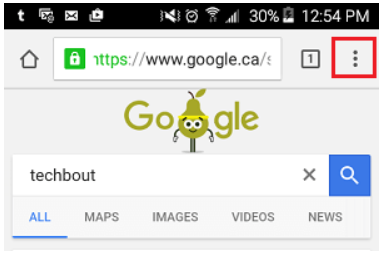 t 30% 12:54 PM
https://www.google.ca/s 1
Google
techbout
ALL MAPS IMAGES VIDEOS NEWS